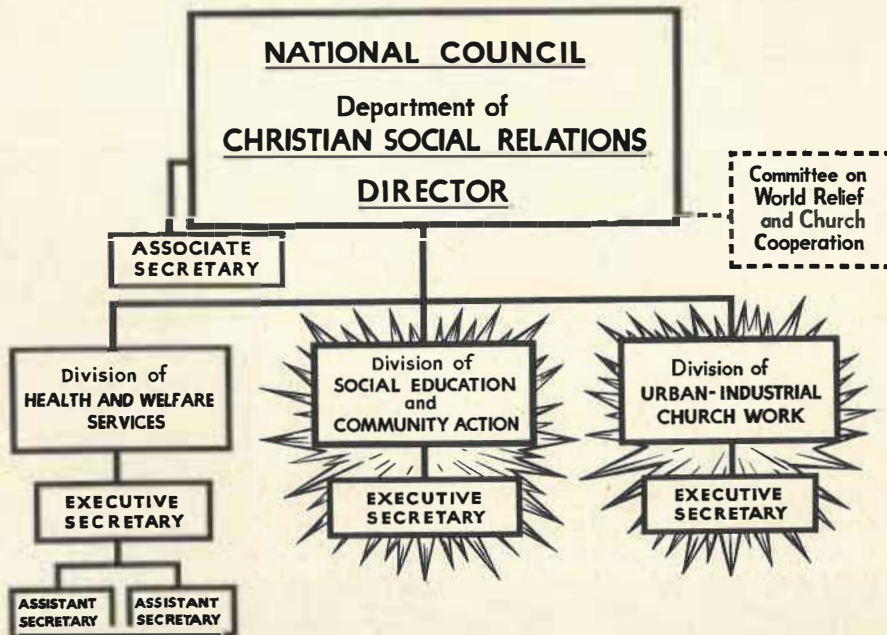 NATIONAL COUNCIL
Department of
CHRISTIAN SOCIAL RELATIONS
DIRECTOR
Committee on
World Relief
and Church
Cooperation
ASSOCIATE
SECRETARY
Division of
HEALTH AND WELFARE
SERVICES
Division of
SOCIAL EDUCATION
and
COMMUNITY ACTION
Division of
URBAN-INDUSTRIAL
CHURCH WORK
EXECUTIVE
SECRETARY
EXECUTIVE
SECRETARY
EXECUTIVE
SECRETARY
ASSISTANT
SECRETARY
ASSISTANT
SECRETARY